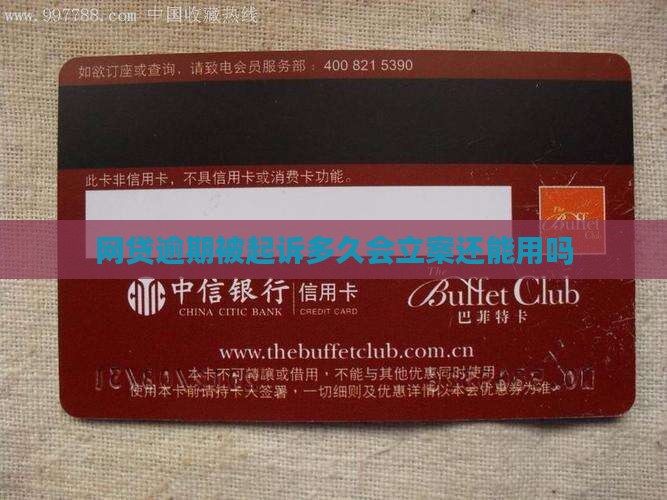 www.997788.com 中国收藏热线
如欲订座或查询，请致电会员服务部：400 821 5390
此卡非信用卡，不具信用卡或消费卡功能。
The
Buffet
Club
网贷逾期被起诉多久会立案还能用吗
中信银行 信用卡
CHINA CITIC BANK CREDIT CARD
The
Buffet Club
巴菲特卡
www.thebuffetclub.com.cn
本卡不可转让或借用，不能与其他优惠同时使用。
使用本卡前请持卡人签署，一切细则及优惠详情以本会优惠券为准。